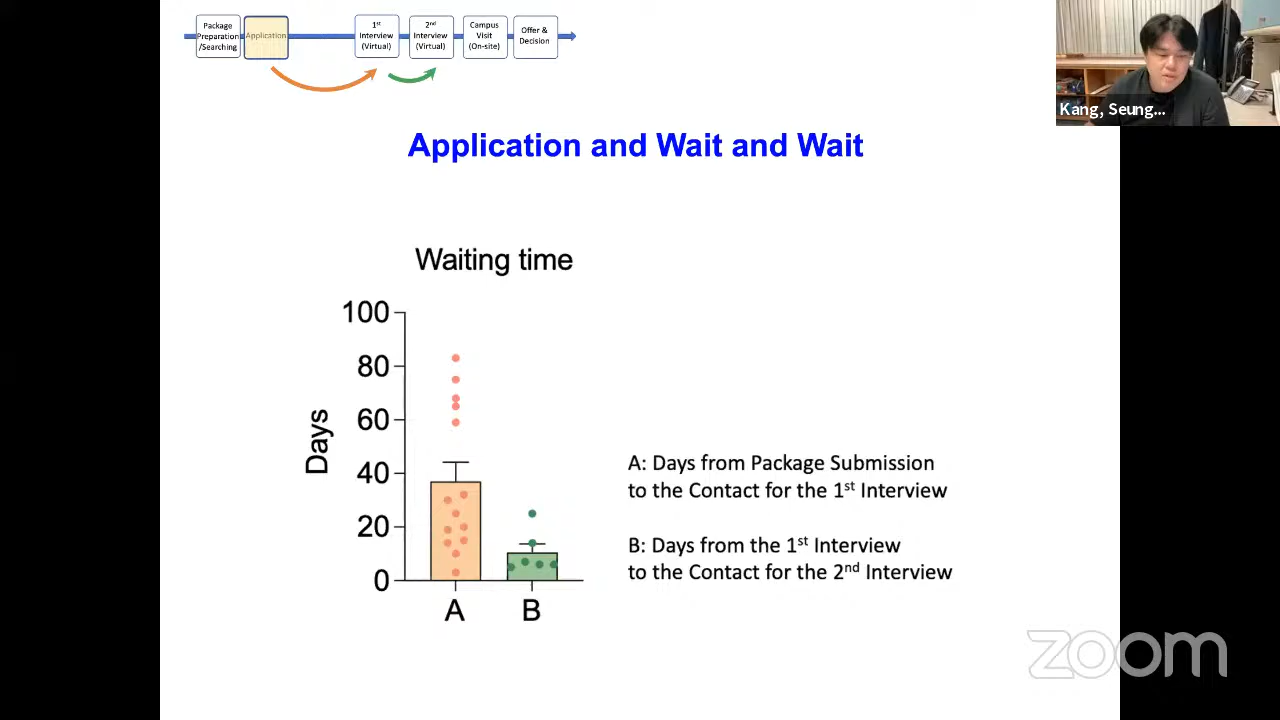 Package
Preparation
/Searching
Application
1st
Interview
(Virtual)
2nd
Interview
(Virtual)
Campus
Visit
(On-site)
Offer &
Decision
Kang, Seung...
Application and Wait and Wait
Waiting time
100
80
60
40
20
0
Days
A
B
A: Days from Package Submission
to the Contact for the 1st Interview
B: Days from the 1st Interview
to the Contact for the 2nd Interview
zoom